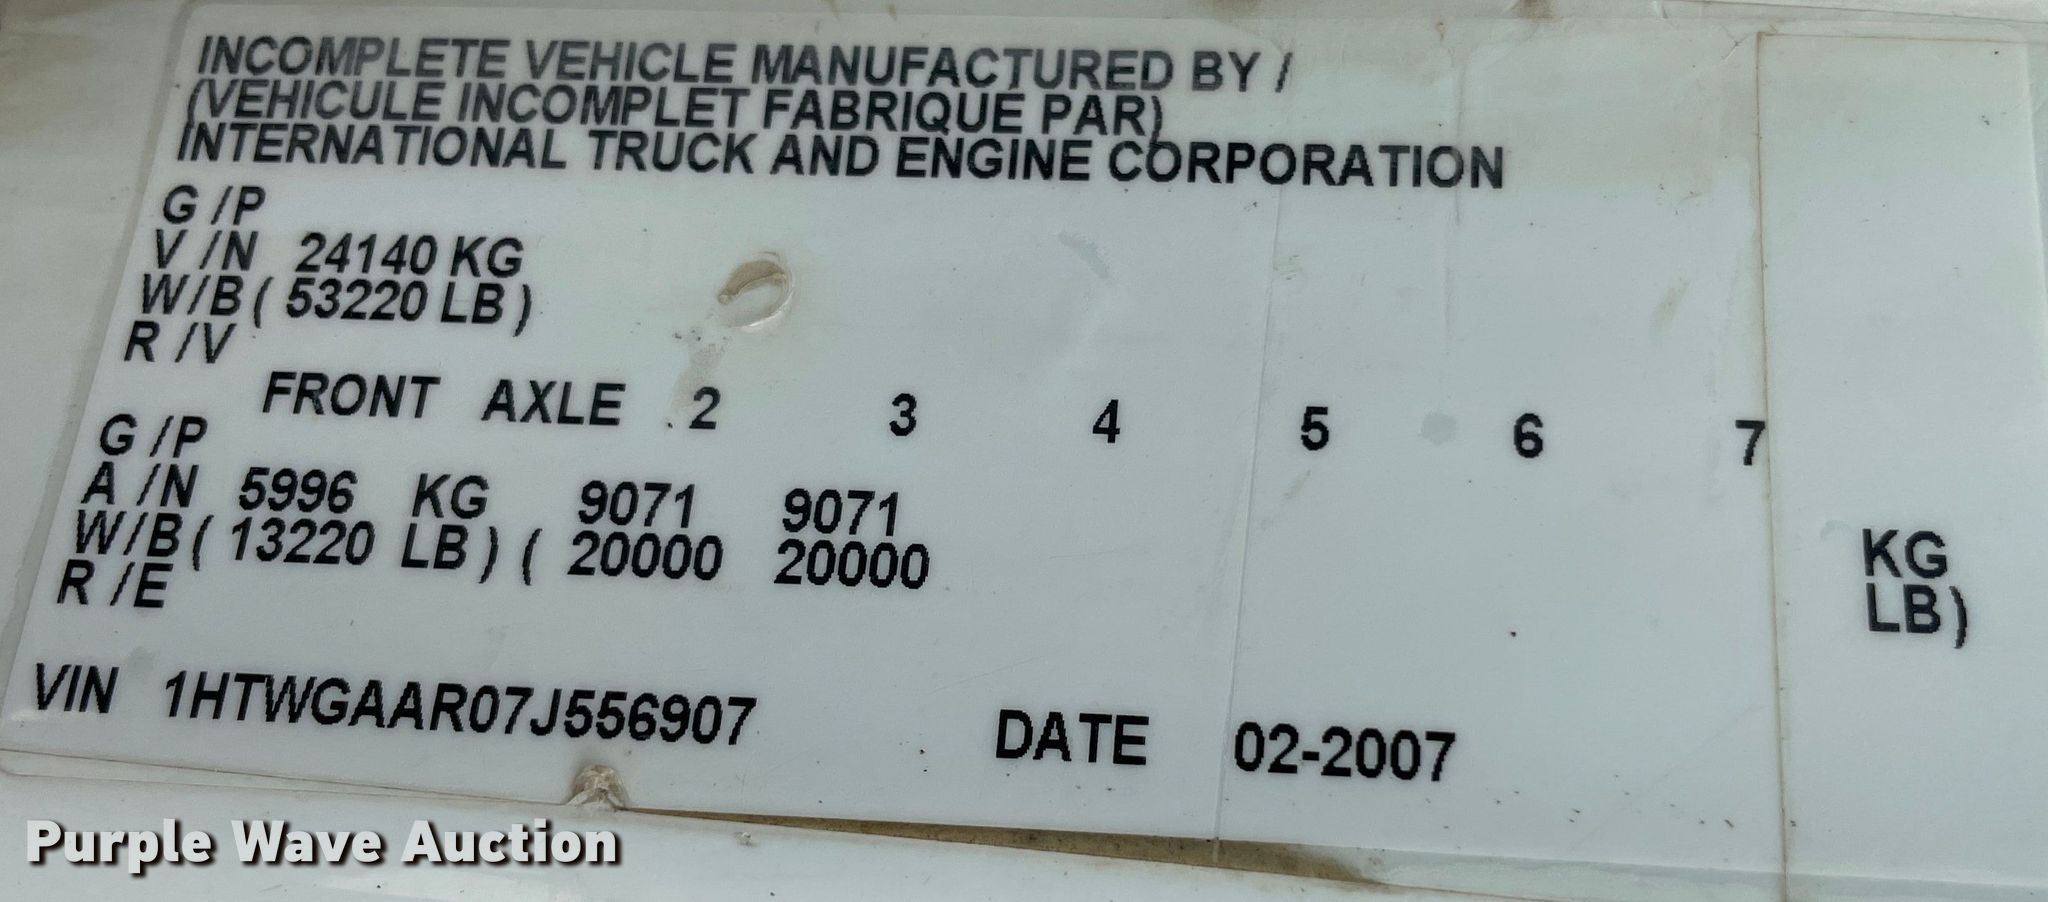 INCOMPLETE VEHICLE MANUFACTURED BY /
(VEHICULE INCOMPLET FABRIQUÉ PAR)
INTERNATIONAL TRUCK AND ENGINE CORPORATION
G /P
V /N 24140 KG
W/B ( 53220 LB )
R /V
FRONT AXLE 2 3 4 5 6 7
G /P
A /N 5996 KG 9071 9071 KG
W/B ( 13220 LB ) ( 20000 20000 LB )
R /E
VIN 1HTWGAAR07J556907 DATE 02-2007
Purple Wave Auction